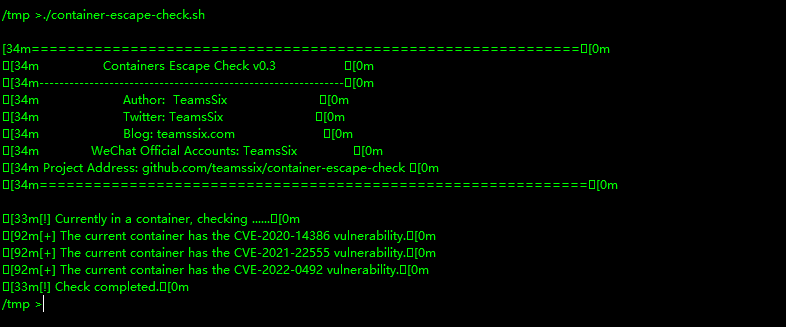 /tmp >./container-escape-check.sh
[34m=============================================================□[0m
□[34m Containers Escape Check v0.3 □[0m
□[34m-------------------------------------------------------------□[0m
□[34m Author: TeamsSix □[0m
□[34m Twitter: TeamsSix □[0m
□[34m Blog: teamssix.com □[0m
□[34m WeChat Official Accounts: TeamsSix □[0m
□[34m Project Address: github.com/teamssix/container-escape-check □[0m
□[34m=============================================================□[0m
□[33m[!] Currently in a container, checking ......□[0m
□[92m[+] The current container has the CVE-2020-14386 vulnerability.□[0m
□[92m[+] The current container has the CVE-2021-22555 vulnerability.□[0m
□[92m[+] The current container has the CVE-2022-0492 vulnerability.□[0m
□[33m[!] Check completed.□[0m
/tmp >